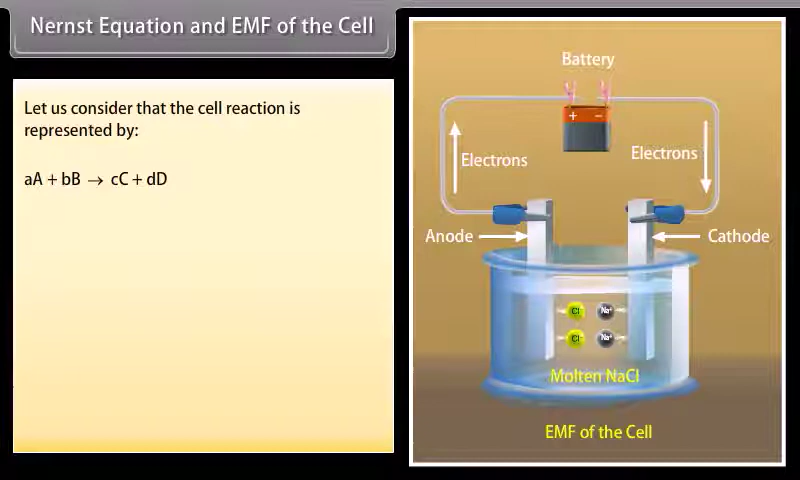 Nernst Equation and EMF of the Cell
Let us consider that the cell reaction is
represented by:
aA + bB → cC + dD
Battery
+ −
Electrons
Electrons
Anode
Cathode
Cl⁻ Na⁺
Cl⁻ Na⁺
Molten NaCl
EMF of the Cell